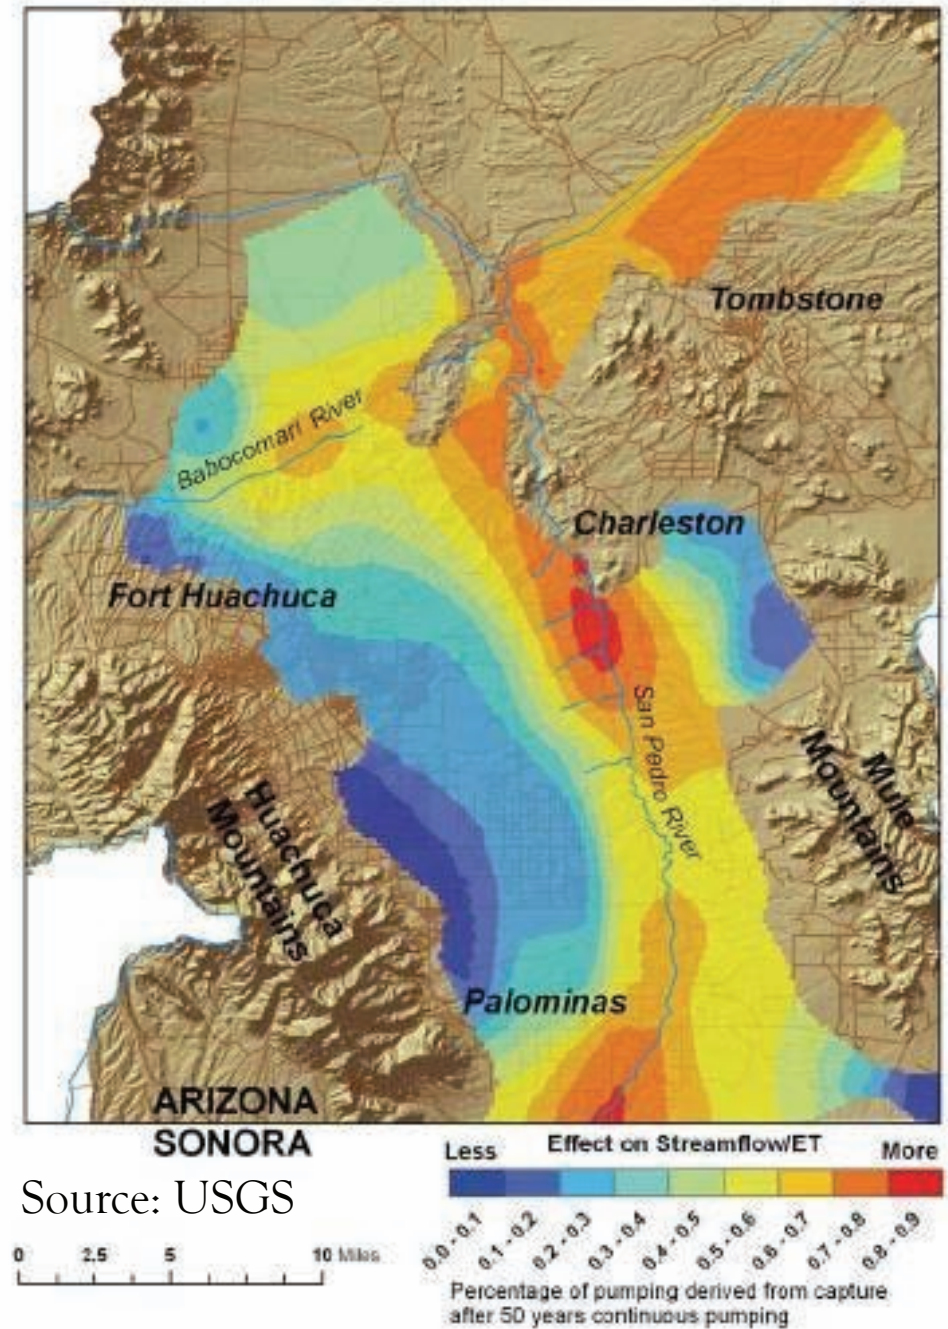 Tombstone
Babocomari River
Charleston
Fort Huachuca
San Pedro River
Mule
Mountains
Huachuca
Mountains
Palominas
ARIZONA
SONORA
Less Effect on Streamflow/ET More
0.0 - 0.1 0.1 - 0.2 0.2 - 0.3 0.3 - 0.4 0.4 - 0.5 0.5 - 0.6 0.6 - 0.7 0.7 - 0.8 0.8 - 0.9
Percentage of pumping derived from capture
after 50 years continuous pumping
Source: USGS
0 2.5 5 10 Miles